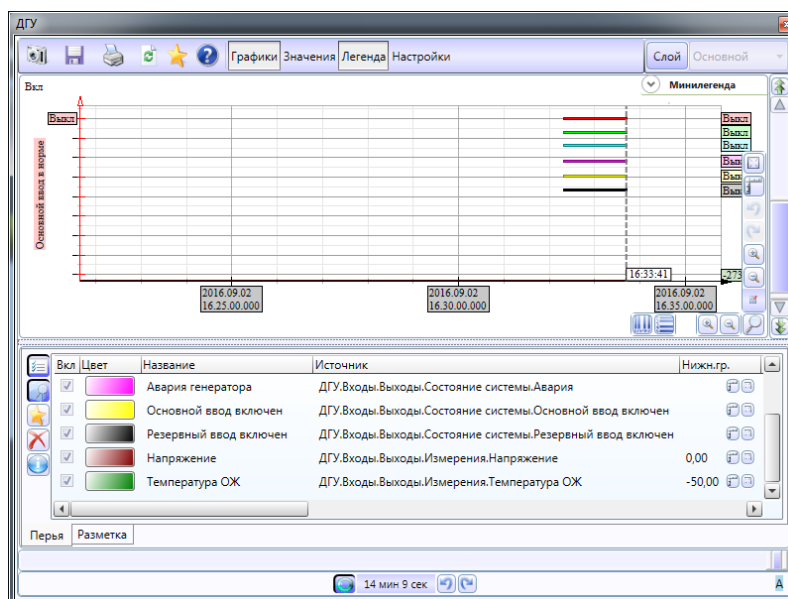 ДГУ
Графики Значения Легенда Настройки Слой Основной
Вкл
Минилегенда
Выкл
Основной ввод в норме
Выкл
Выкл
Выкл
Вык
Вык
Вык
16:33:41
-273
2016.09.02
16.25.00.000
2016.09.02
16.30.00.000
2016.09.02
16.35.00.000
Вкл Цвет Название Источник Нижн.гр.
Авария генератора ДГУ.Входы.Выходы.Состояние системы.Авария
Основной ввод включен ДГУ.Входы.Выходы.Состояние системы.Основной ввод включен
Резервный ввод включен ДГУ.Входы.Выходы.Состояние системы.Резервный ввод включен
Напряжение ДГУ.Входы.Выходы.Измерения.Напряжение 0,00
Температура ОЖ ДГУ.Входы.Выходы.Измерения.Температура ОЖ -50,00
Перья Разметка
14 мин 9 сек
A